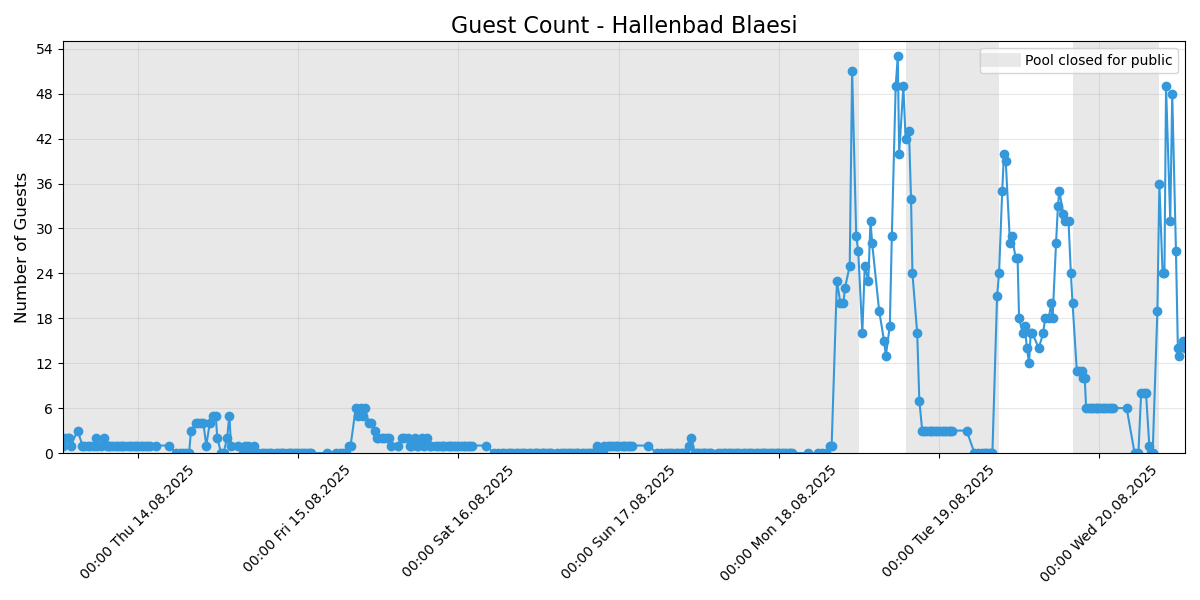 Guest Count - Hallenbad Blaesi
Pool closed for public
Number of Guests
54
48
42
36
30
24
18
12
6
0
00:00 Thu 14.08.2025
00:00 Fri 15.08.2025
00:00 Sat 16.08.2025
00:00 Sun 17.08.2025
00:00 Mon 18.08.2025
00:00 Tue 19.08.2025
00:00 Wed 20.08.2025